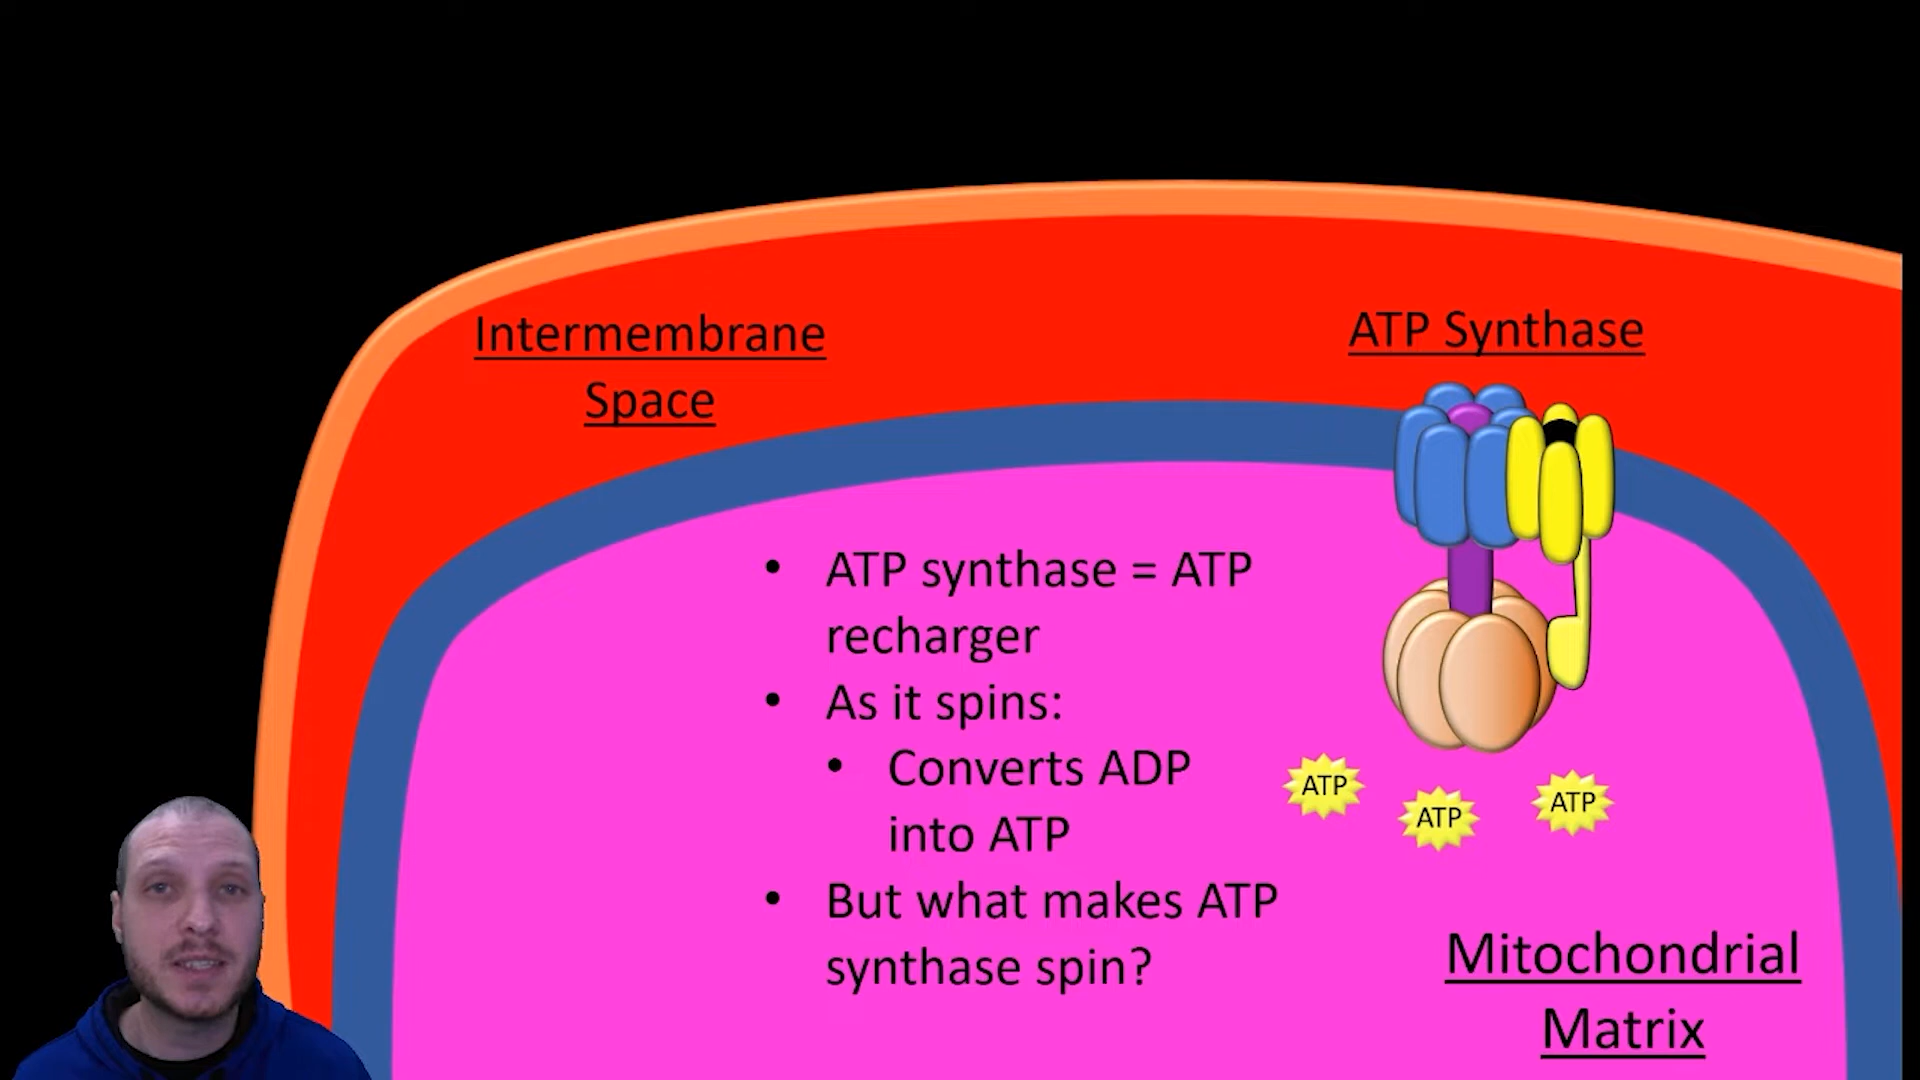 Intermembrane
Space
ATP Synthase
• ATP synthase = ATP
recharger
• As it spins:
• Converts ADP
into ATP
• But what makes ATP
synthase spin?
ATP
ATP
ATP
Mitochondrial
Matrix